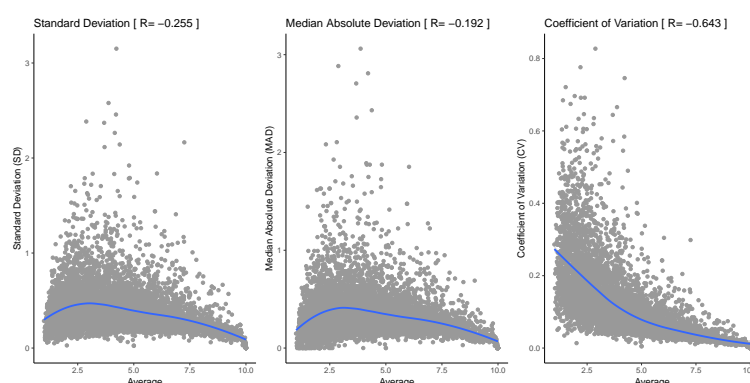 Standard Deviation [ R= −0.255 ]
Standard Deviation (SD)
3
2
1
0
2.5
5.0
7.5
10.0
Average
Median Absolute Deviation [ R= −0.192 ]
Median Absolute Deviation (MAD)
3
2
1
0
2.5
5.0
7.5
10.0
Average
Coefficient of Variation [ R= −0.643 ]
Coefficient of Variation (CV)
0.8
0.6
0.4
0.2
0.0
2.5
5.0
7.5
10.0
Average